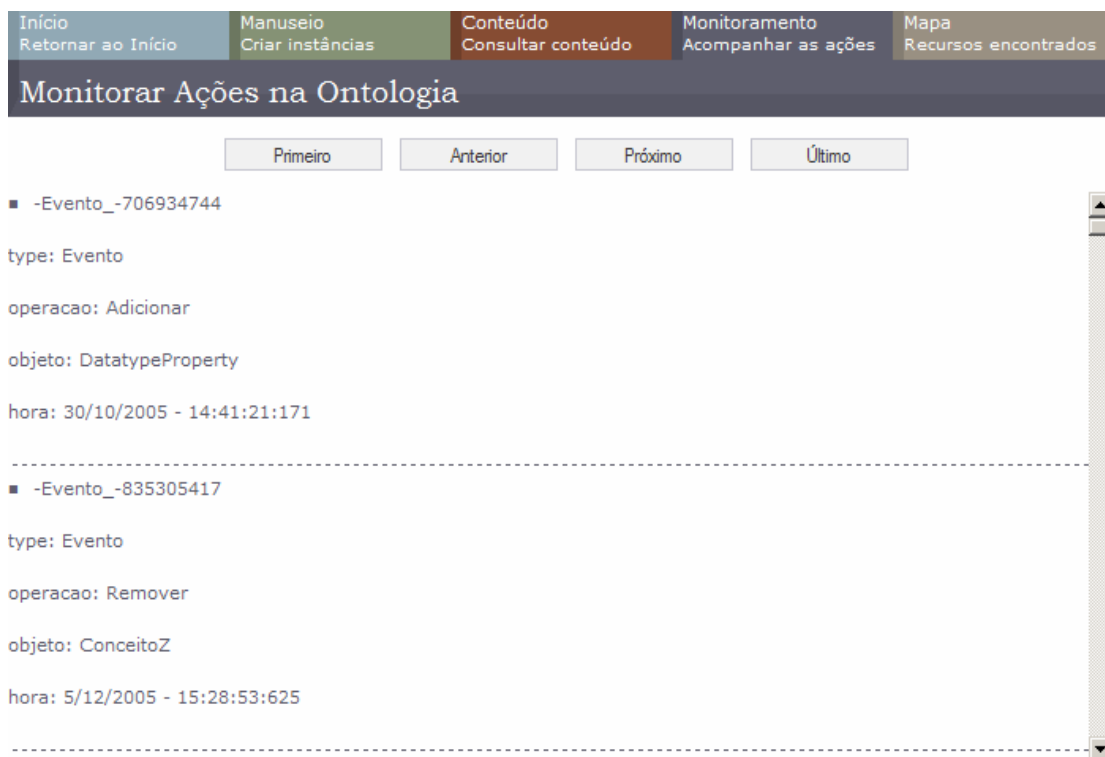 Início
Retornar ao Início
Manuseio
Criar instâncias
Conteúdo
Consultar conteúdo
Monitoramento
Acompanhar as ações
Mapa
Recursos encontrados
Monitorar Ações na Ontologia
Primeiro Anterior Próximo Último
-Evento_-706934744
type: Evento
operacao: Adicionar
objeto: DatatypeProperty
hora: 30/10/2005 - 14:41:21:171
-Evento_-835305417
type: Evento
operacao: Remover
objeto: ConceitoZ
hora: 5/12/2005 - 15:28:53:625